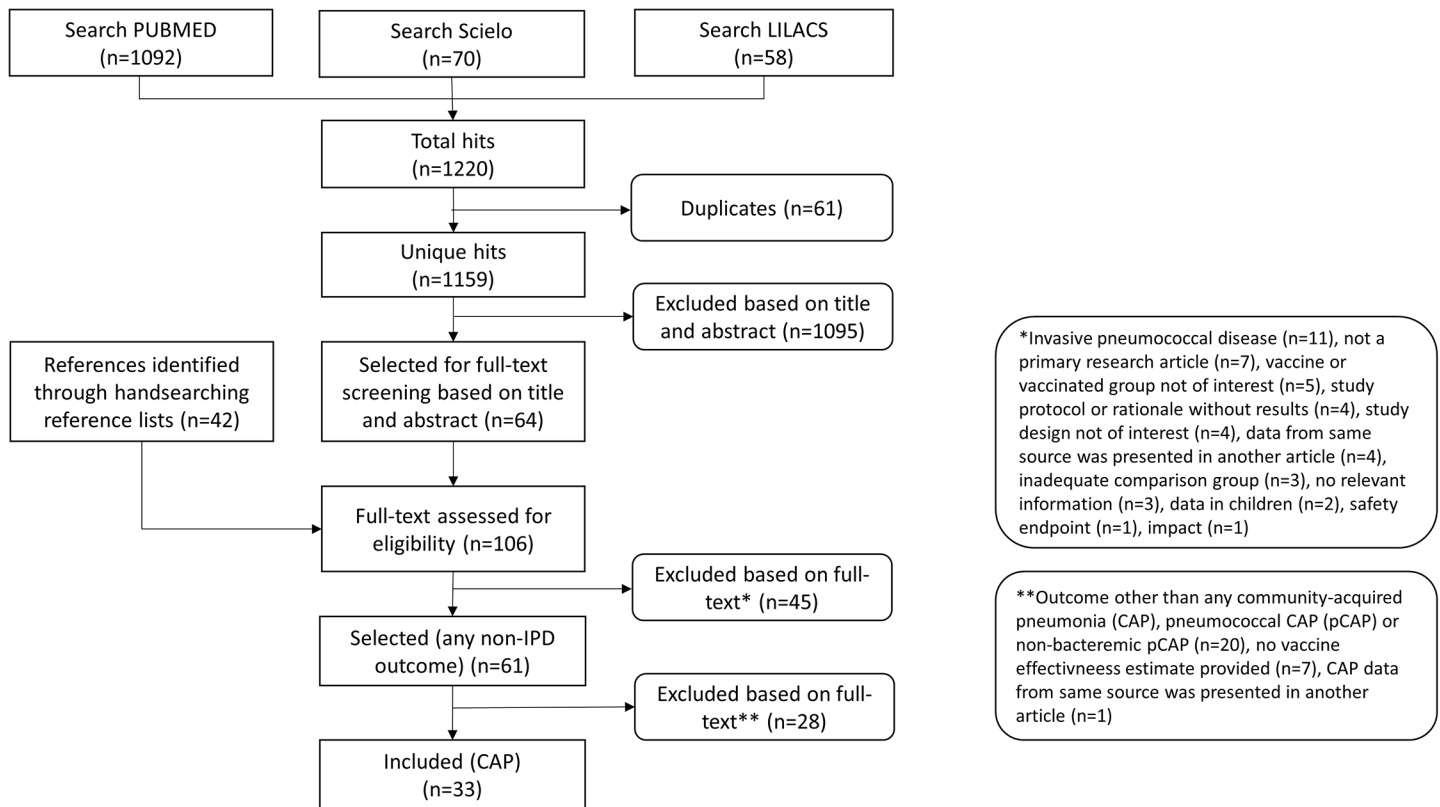 Search PUBMED
(n=1092)
Search Scielo
(n=70)
Search LILACS
(n=58)
Total hits
(n=1220)
Duplicates (n=61)
Unique hits
(n=1159)
Excluded based on title
and abstract (n=1095)
References identified
through handsearching
reference lists (n=42)
Selected for full-text
screening based on title
and abstract (n=64)
Full-text assessed for
eligibility (n=106)
Excluded based on full-
text* (n=45)
Selected (any non-IPD
outcome) (n=61)
Excluded based on full-
text** (n=28)
Included (CAP)
(n=33)
*Invasive pneumococcal disease (n=11), not a
primary research article (n=7), vaccine or
vaccinated group not of interest (n=5), study
protocol or rationale without results (n=4), study
design not of interest (n=4), data from same
source was presented in another article (n=4),
inadequate comparison group (n=3), no relevant
information (n=3), data in children (n=2), safety
endpoint (n=1), impact (n=1)
**Outcome other than any community-acquired
pneumonia (CAP), pneumococcal CAP (pCAP) or
non-bacteremic pCAP (n=20), no vaccine
effectivneess estimate provided (n=7), CAP data
from same source was presented in another
article (n=1)